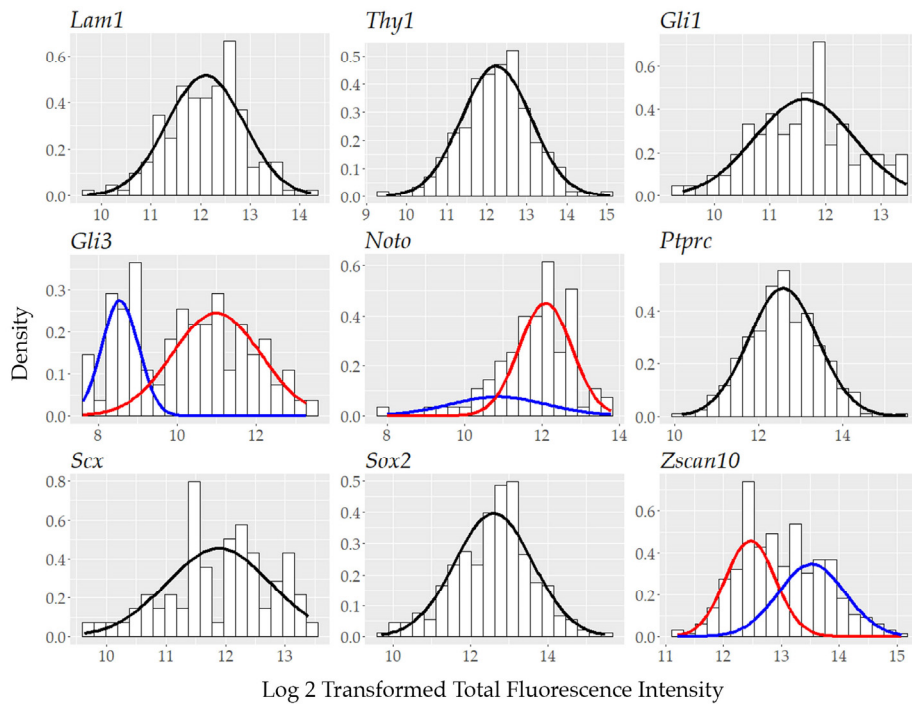 Lam1 Thy1 Gli1
0.6 0.5 0.6
0.4
0.4 0.3 0.4
0.2 0.2 0.2
0.1
0.0 0.0 0.0
10 11 12 13 14 9 10 11 12 13 14 15 10 11 12 13
Gli3 Noto Ptprc
0.3 0.6
0.4
0.2 0.4
0.1 0.2 0.2
0.0 0.0 0.0
8 10 12 8 10 12 14 10 12 14
Density
Scx Sox2 Zscan10
0.8 0.5 0.8
0.6 0.4 0.6
0.4 0.3 0.4
0.2 0.2 0.2
0.1
0.0 0.0 0.0
10 11 12 13 10 12 14 11 12 13 14 15
Log 2 Transformed Total Fluorescence Intensity